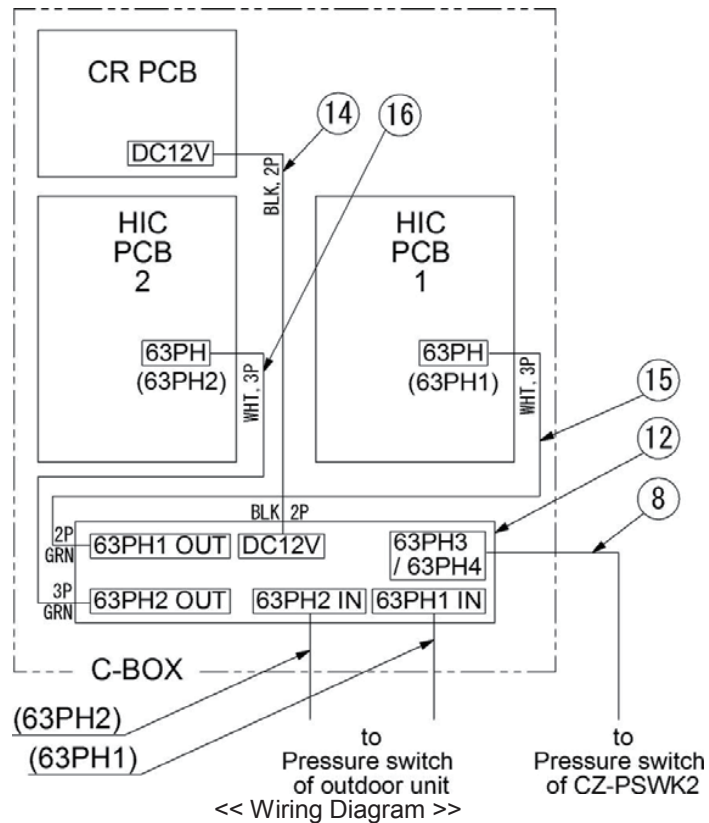 CR PCB
DC12V
14
16
BLK, 2P
HIC
PCB
2
HIC
PCB
1
63PH
(63PH2)
WHT, 3P
63PH
(63PH1)
WHT, 3P
15
12
8
BLK 2P
2P
GRN
63PH1 OUT
DC12V
63PH3
/ 63PH4
3P
GRN
63PH2 OUT
63PH2 IN
63PH1 IN
C-BOX
(63PH2)
(63PH1)
to
Pressure switch
of outdoor unit
to
Pressure switch
of CZ-PSWK2
<< Wiring Diagram >>